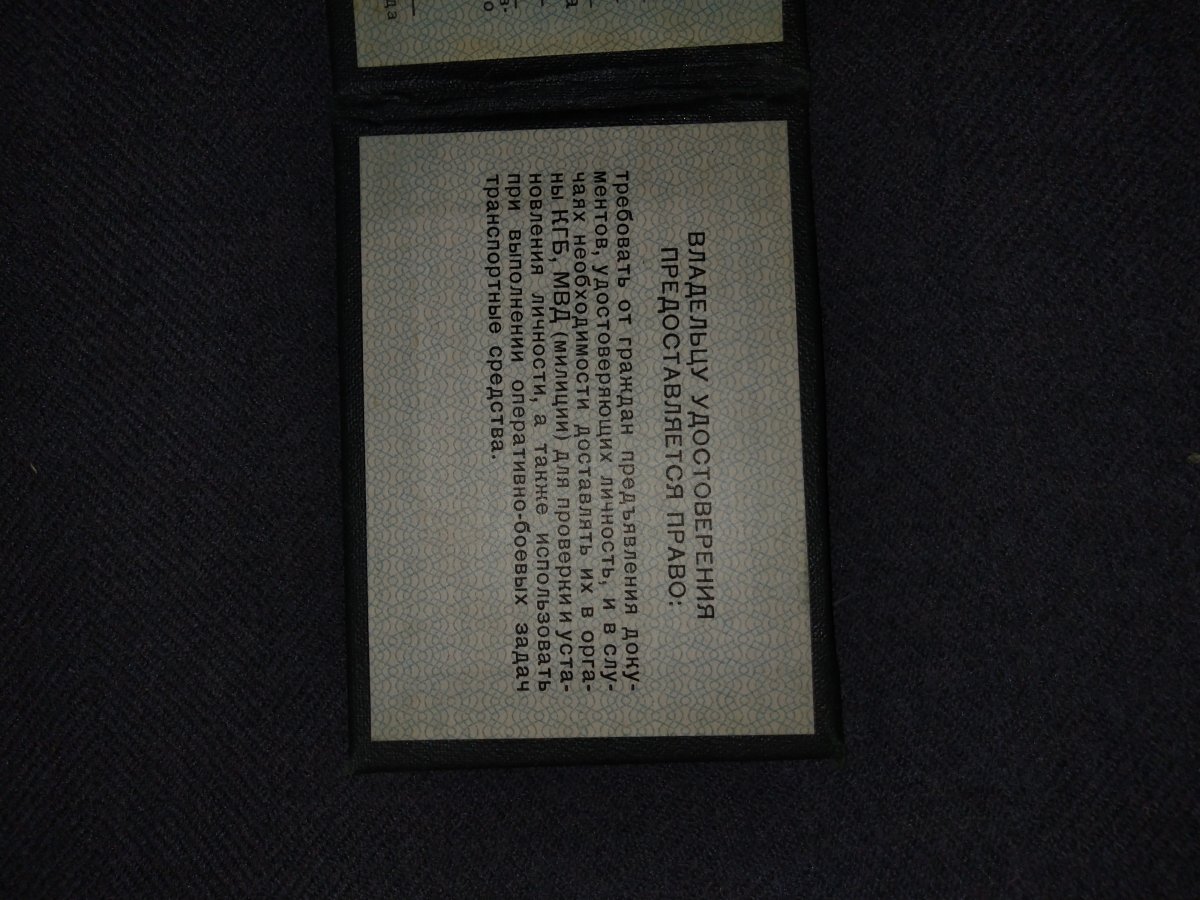 ВЛАДЕЛЬЦУ УДОСТОВЕРЕНИЯ
ПРЕДОСТАВЛЯЕТСЯ ПРАВО:
требовать от граждан предъявления доку-
ментов, удостоверяющих личность, и в слу-
чаях необходимости доставлять их в орга-
ны КГБ, МВД (милиции) для проверки и уста-
новления личности, а также использовать
при выполнении оперативно-боевых задач
транспортные средства.